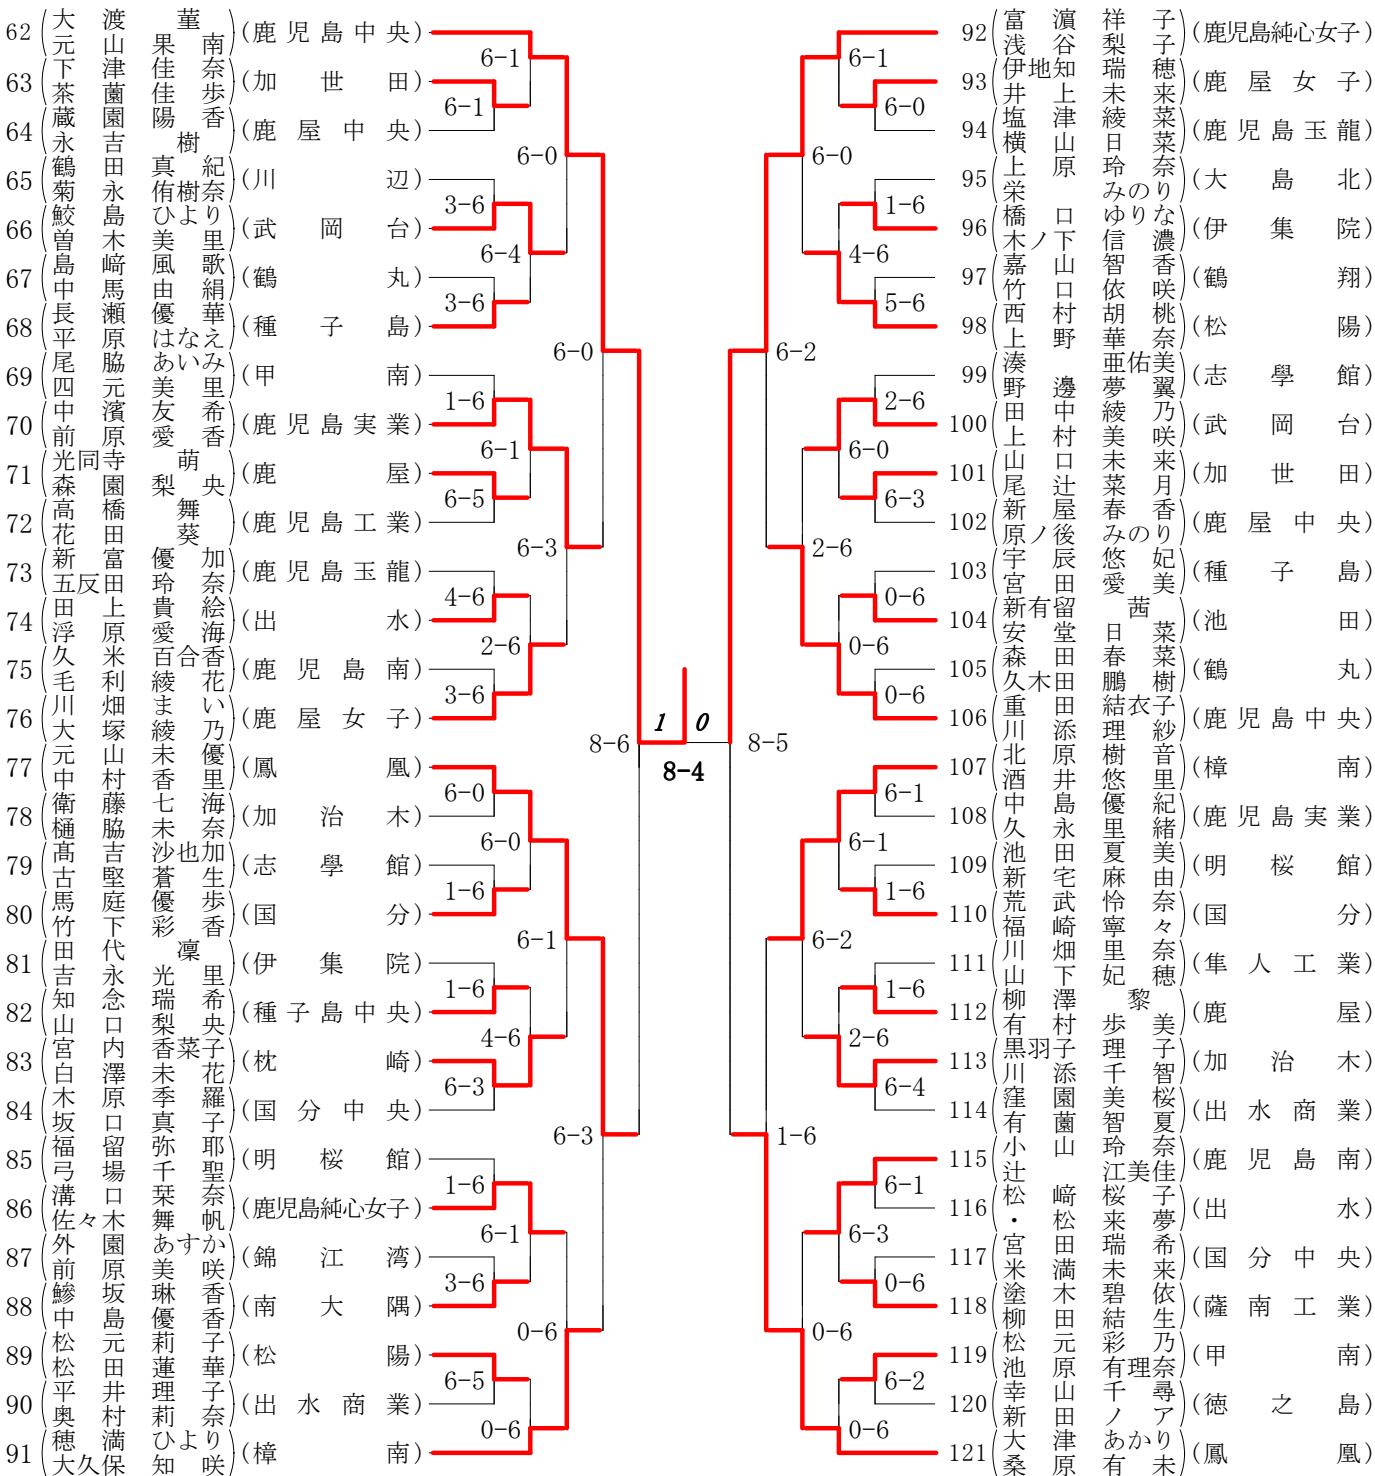 62 大渡 菫 元山果南 (鹿児島中央)
63 下津佳奈 茶薗佳歩 (加世田)
64 蔵園陽香 永吉 樹 (鹿屋中央)
65 鶴田真紀 菊永侑樹奈 (川辺)
66 鮫島ひより 曽木美里 (武岡台)
67 島﨑風歌 中馬由絹 (鶴丸)
68 長瀬優華 平原はなえ (種子島)
69 尾脇あいみ 四元美里 (甲南)
70 中濱友希 前原愛香 (鹿児島実業)
71 光同寺 萌 森園梨央 (鹿屋)
72 高橋 舞 花田 葵 (鹿児島工業)
73 新富優加 五反田玲奈 (鹿児島玉龍)
74 田上貴絵 浮原愛海 (出水)
75 久米百合香 毛利綾花 (鹿児島南)
76 川畑まい 大塚綾乃 (鹿屋女子)
77 元山未優 中村香里 (鳳凰)
78 衛藤七海 樋脇未奈 (加治木)
79 髙吉沙也加 古堅蒼生 (志學館)
80 馬庭優歩 竹下彩香 (国分)
81 田代 凜 吉永光里 (伊集院)
82 知念瑞希 山口梨央 (種子島中央)
83 宮内香菜子 白澤未花 (枕崎)
84 木原季羅 坂口真子 (国分中央)
85 福留弥耶 弓場千聖 (明桜館)
86 溝口栞奈 佐々木舞帆 (鹿児島純心女子)
87 外園あすか 前原美咲 (錦江湾)
88 鰺坂琳香 中島優香 (南大隅)
89 松元莉子 松田蓮華 (松陽)
90 平井理子 奥村莉奈 (出水商業)
91 穂満ひより 大久保知咲 (樟南)
6-1
6-1
6-0
3-6
6-4
3-6
6-0
1-6
6-1
6-5
6-3
4-6
2-6
3-6
8-6
6-0
6-0
1-6
6-1
1-6
4-6
6-3
6-3
1-6
6-1
3-6
0-6
6-5
0-6
1 0
8-4
92 富濵祥子 浅谷梨子 (鹿児島純心女子)
93 伊地知瑞穂 井上未来 (鹿屋女子)
94 塩津綾菜 横山日菜 (鹿児島玉龍)
95 上原玲奈 栄 みのり (大島北)
96 橋口ゆりな 木ノ下信濃 (伊集院)
97 嘉山智香 竹口依咲 (鶴翔)
98 西村胡桃 上野華奈 (松陽)
99 湊 亜佑美 野邊夢翼 (志學館)
100 田中綾乃 上村美咲 (武岡台)
101 山口未来 尾辻菜月 (加世田)
102 新屋春香 原ノ後みのり (鹿屋中央)
103 宇辰悠妃 宮田愛美 (種子島)
104 新有留 茜 安堂日菜 (池田)
105 森田春菜 久木田鵬樹 (鶴丸)
106 重田結衣子 川添理紗 (鹿児島中央)
107 北原樹音 酒井悠里 (樟南)
108 中島優紀 久永里緒 (鹿児島実業)
109 池田夏美 新宅麻由 (明桜館)
110 荒武怜奈 福崎寧々 (国分)
111 川畑里奈 山下妃穂 (隼人工業)
112 柳澤 黎 有村歩美 (鹿屋)
113 黒羽子理子 川添千智 (加治木)
114 窪園美桜 有薗智夏 (出水商業)
115 小山玲奈 辻 江美佳 (鹿児島南)
116 松﨑桜子 ・松来夢 (出水)
117 宮田瑞希 米満未来 (国分中央)
118 塗木碧依 柳田結生 (薩南工業)
119 松元彩乃 池原有理奈 (甲南)
120 幸山千尋 新田ノア (徳之島)
121 大津あかり 桑原有未 (鳳凰)
6-1
6-0
6-0
1-6
4-6
5-6
6-2
2-6
6-0
6-3
2-6
0-6
0-6
0-6
8-5
6-1
6-1
1-6
6-2
1-6
2-6
6-4
1-6
6-1
6-3
0-6
0-6
6-2
0-6